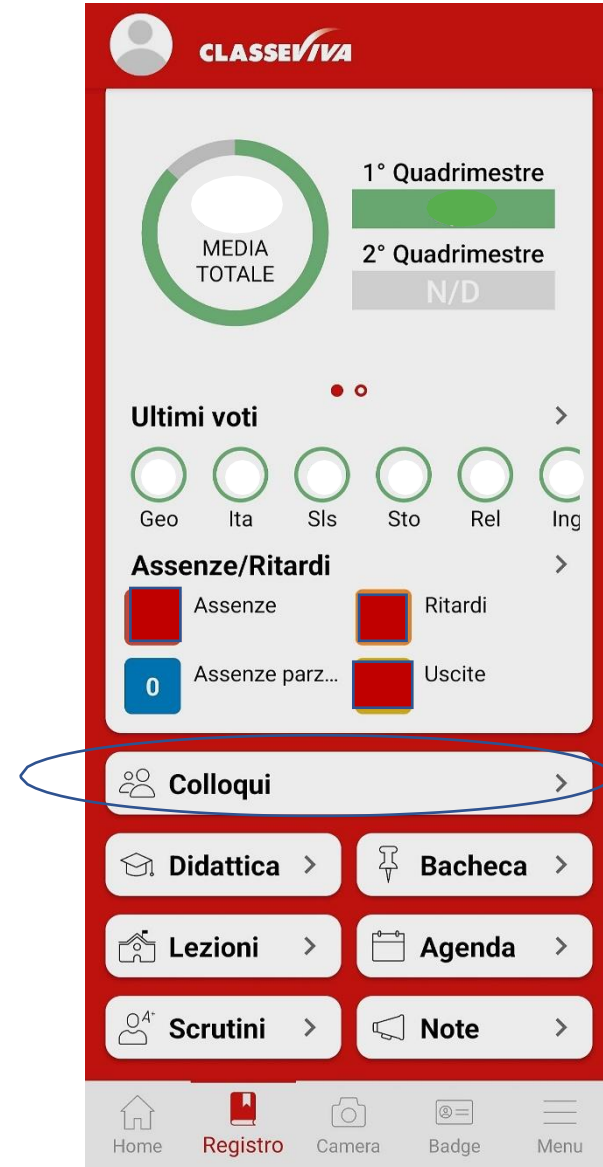 CLASSEVIVA
1° Quadrimestre
MEDIA TOTALE
2° Quadrimestre
N/D
Ultimi voti
Geo Ita Sls Sto Rel Ing
Assenze/Ritardi
Assenze Ritardi
0 Assenze parz... Uscite
Colloqui
Didattica Bacheca
Lezioni Agenda
A+ Scrutini Note
Home Registro Camera Badge Menu